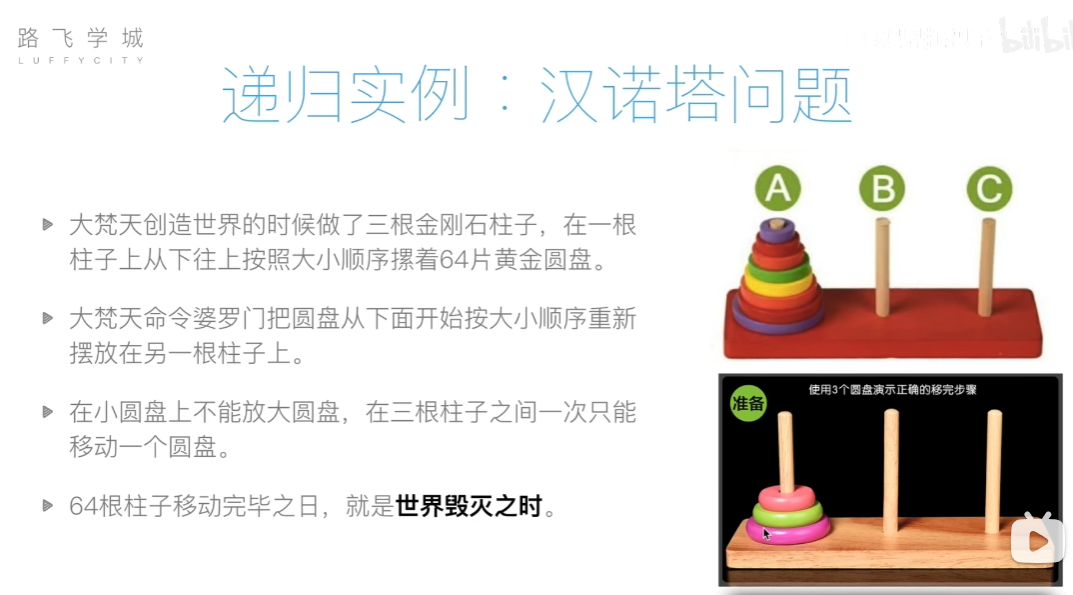 路飞学城
LUFFYCITY
bilibil
递归实例：汉诺塔问题
大梵天创造世界的时候做了三根金刚石柱子，在一根
柱子上从下往上按照大小顺序摞着64片黄金圆盘。
大梵天命令婆罗门把圆盘从下面开始按大小顺序重新
摆放在另一根柱子上。
在小圆盘上不能放大圆盘，在三根柱子之间一次只能
移动一个圆盘。
64根柱子移动完毕之日，就是世界毁灭之时。
A B C
使用3个圆盘演示正确的移完步骤
准备